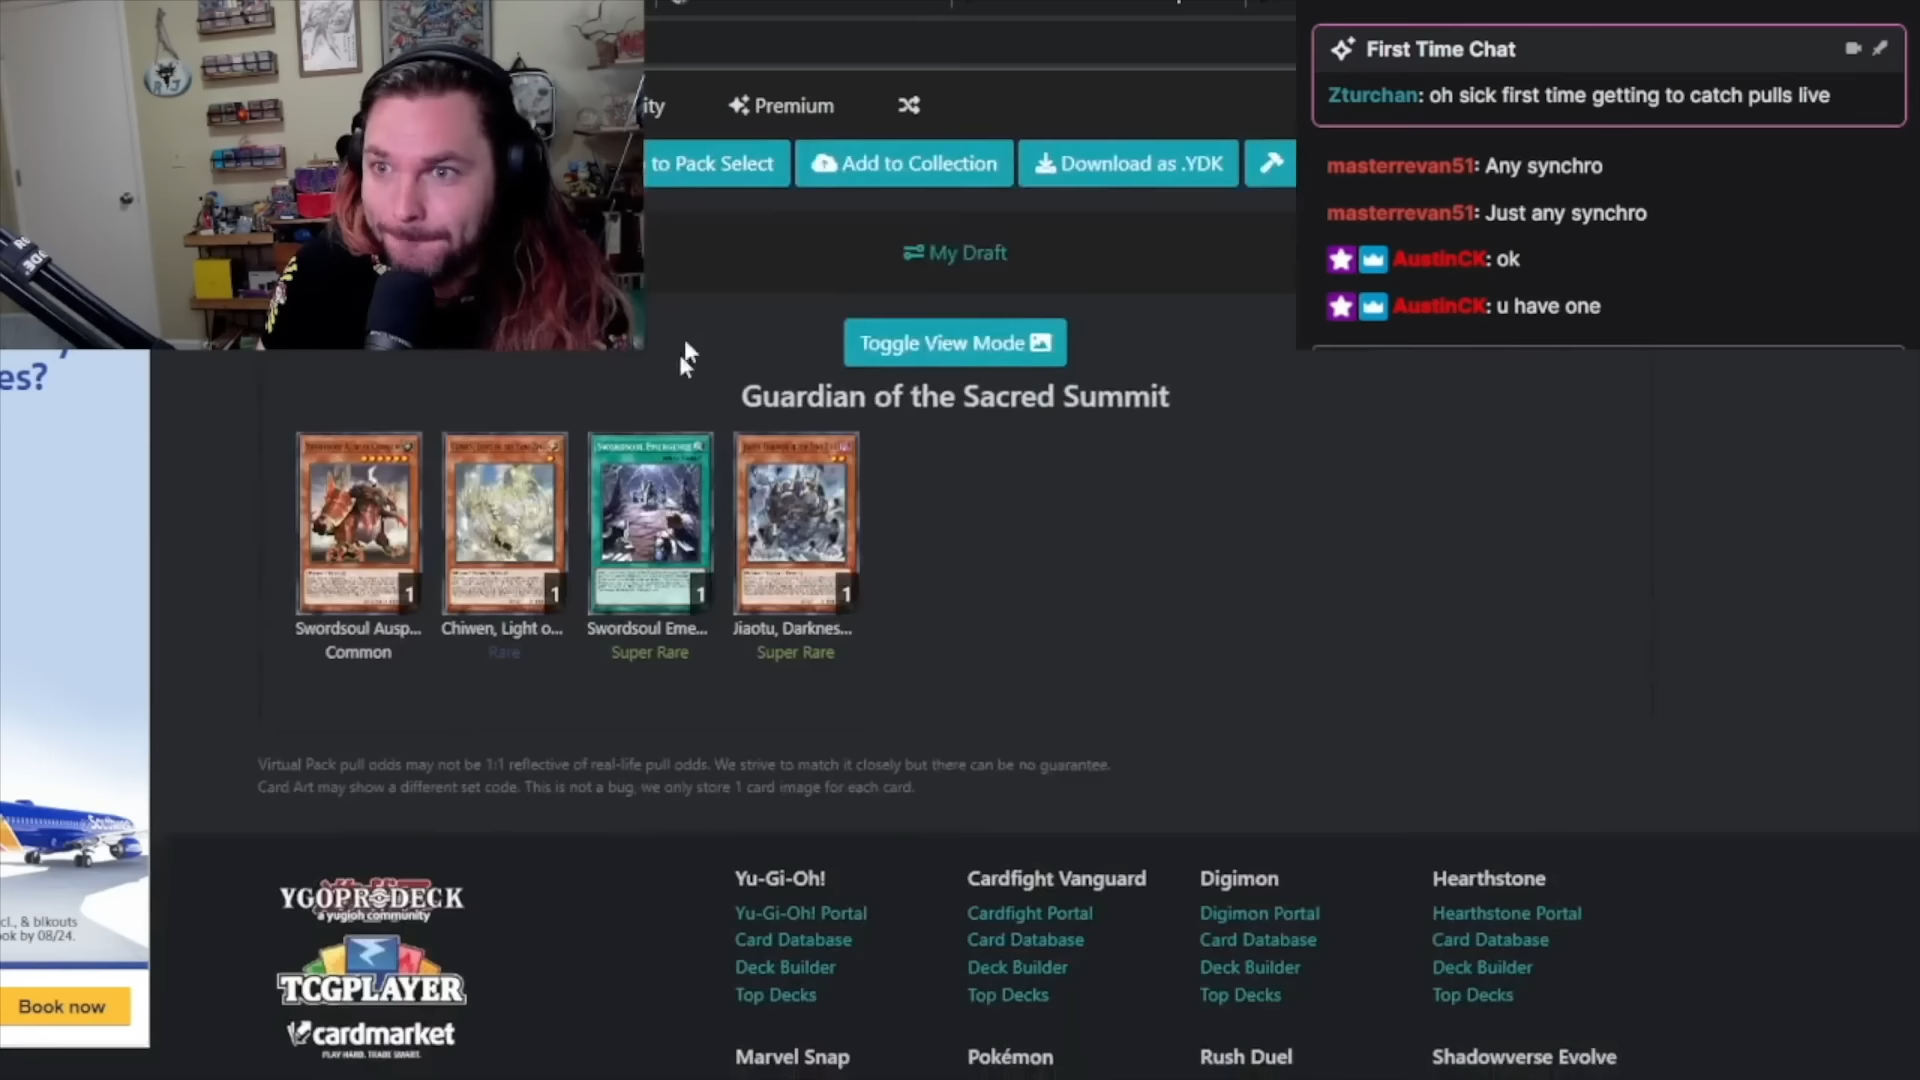 First Time Chat
Zturchan: oh sick first time getting to catch pulls live
masterrevan51: Any synchro
masterrevan51: Just any synchro
AustinCK: ok
AustinCK: u have one
ity
Premium
to Pack Select
Add to Collection
Download as .YDK
My Draft
Toggle View Mode
Guardian of the Sacred Summit
1
1
1
1
Swordsoul Ausp...
Chiwen, Light o...
Swordsoul Eme...
Jiaotu, Darknes...
Common
Rare
Super Rare
Super Rare
Virtual Pack pull odds may not be 1:1 reflective of real-life pull odds. We strive to match it closely but there can be no guarantee.
Card Art may show a different set code. This is not a bug, we only store 1 card image for each card.
es?
Southwes
cl., & blkouts
ok by 08/24.
Book now
YGOPRODECK
a yugioh community
TCGPLAYER
cardmarket
PLAY HARD. TRADE SMART.
Yu-Gi-Oh!
Yu-Gi-Oh! Portal
Card Database
Deck Builder
Top Decks
Cardfight Vanguard
Cardfight Portal
Card Database
Deck Builder
Top Decks
Digimon
Digimon Portal
Card Database
Deck Builder
Top Decks
Hearthstone
Hearthstone Portal
Card Database
Deck Builder
Top Decks
Marvel Snap
Pokémon
Rush Duel
Shadowverse Evolve